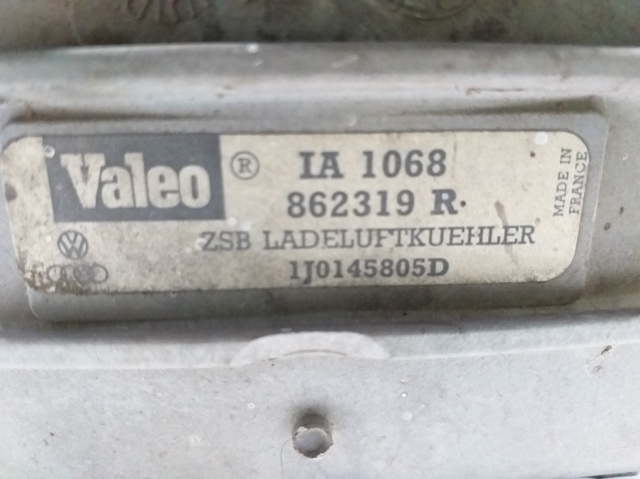 Valeo ® IA 1068
862319 R.
ZSB LADELUFTKUEHLER
1J0145805D
MADE IN
FRANCE